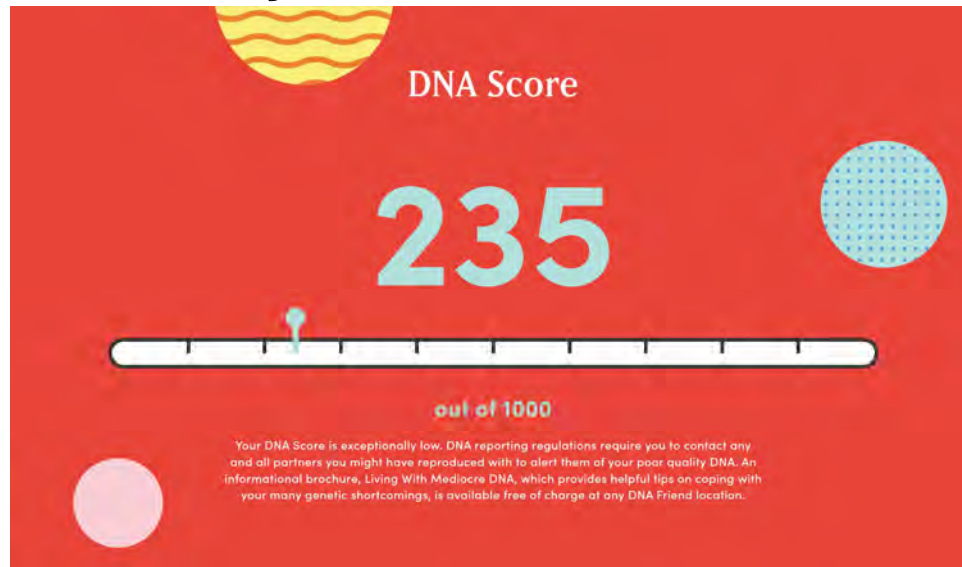 DNA Score
235
out of 1000
Your DNA Score is exceptionally low. DNA reporting regulations require you to contact any
and all partners you might have reproduced with to alert them of your poor quality DNA. An
informational brochure, Living With Mediocre DNA, which provides helpful tips on coping with
your many genetic shortcomings, is available free of charge at any DNA Friend location.